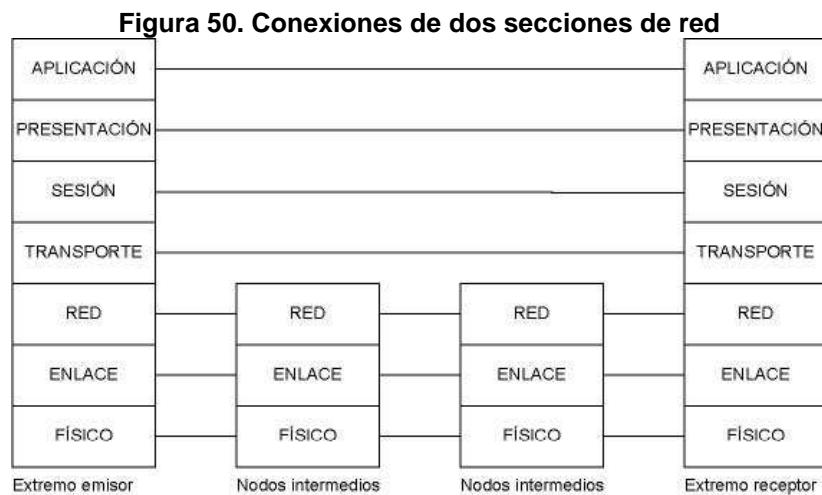 Figura 50. Conexiones de dos secciones de red
APLICACIÓN APLICACIÓN
PRESENTACIÓN PRESENTACIÓN
SESIÓN SESIÓN
TRANSPORTE TRANSPORTE
RED RED RED RED
ENLACE ENLACE ENLACE ENLACE
FÍSICO FÍSICO FÍSICO FÍSICO
Extremo emisor Nodos intermedios Nodos intermedios Extremo receptor